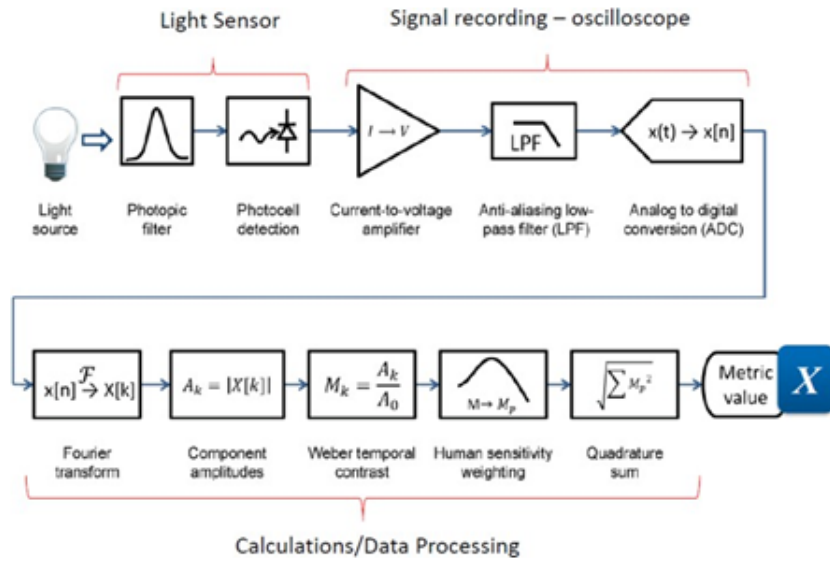 Light Sensor
Signal recording – oscilloscope
I → V
LPF
x(t) → x[n]
Light
source
Photopic
filter
Photocell
detection
Current-to-voltage
amplifier
Anti-aliasing low-
pass filter (LPF)
Analog to digital
conversion (ADC)
x[n] →ℱ X[k]
A_k = |X[k]|
M_k = A_k / A_0
M → M_p
√∑ M_p²
Metric
value
X
Fourier
transform
Component
amplitudes
Weber temporal
contrast
Human sensitivity
weighting
Quadrature
sum
Calculations/Data Processing